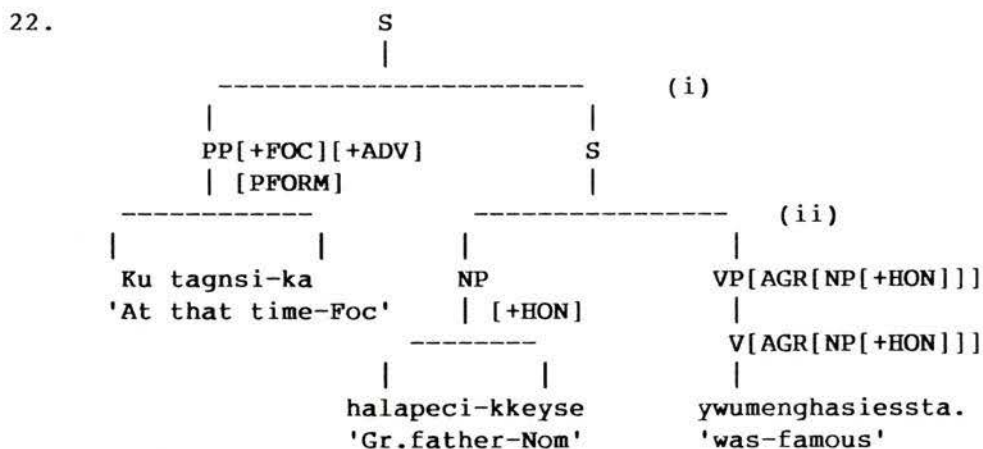 22. S
(i)
PP[+FOC][+ADV] S
[PFORM]
(ii)
Ku tagnsi-ka NP VP[AGR[NP[+HON]]]
'At that time-Foc' [+HON]
V[AGR[NP[+HON]]]
halapeci-kkeyse ywumenghasiessta.
'Gr.father-Nom' 'was-famous'